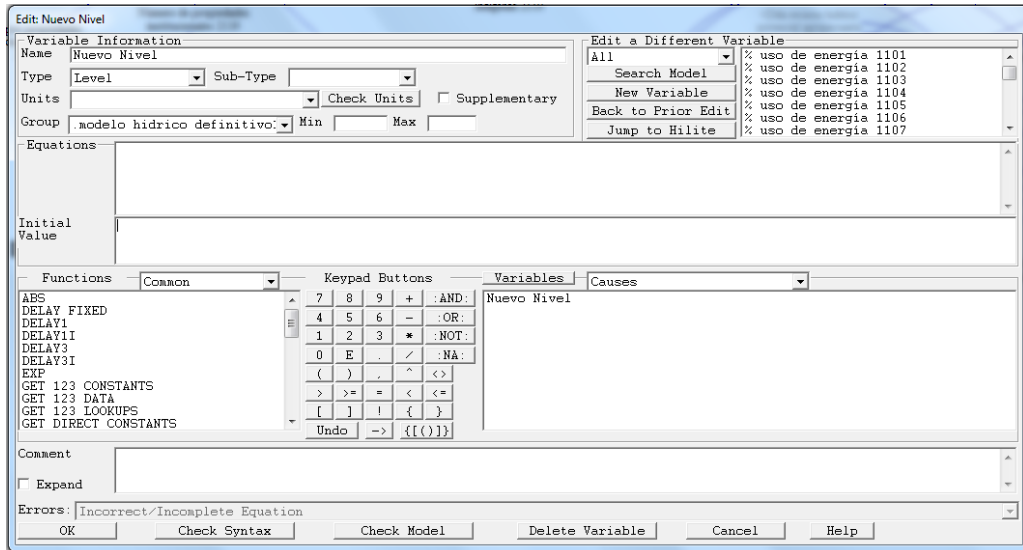 Edit: Nuevo Nivel
Variable Information
Name Nuevo Nivel
Type Level Sub-Type
Units Check Units Supplementary
Group .modelo hidrico definitivo Min Max
Edit a Different Variable
All
Search Model
New Variable
Back to Prior Edit
Jump to Hilite
% uso de energía 1101
% uso de energía 1102
% uso de energía 1103
% uso de energía 1104
% uso de energía 1105
% uso de energía 1106
% uso de energía 1107
Equations
Initial
Value
Functions Common
ABS
DELAY FIXED
DELAY1
DELAY1I
DELAY3
DELAY3I
EXP
GET 123 CONSTANTS
GET 123 DATA
GET 123 LOOKUPS
GET DIRECT CONSTANTS
Keypad Buttons
7 8 9 + :AND:
4 5 6 - :OR:
1 2 3 * :NOT:
0 E . / :NA:
( ) , ^ <>
> >= = < <=
[ ] ! { }
Undo -> {[()]}
Variables Causes
Nuevo Nivel
Comment
Expand
Errors: Incorrect/Incomplete Equation
OK Check Syntax Check Model Delete Variable Cancel Help